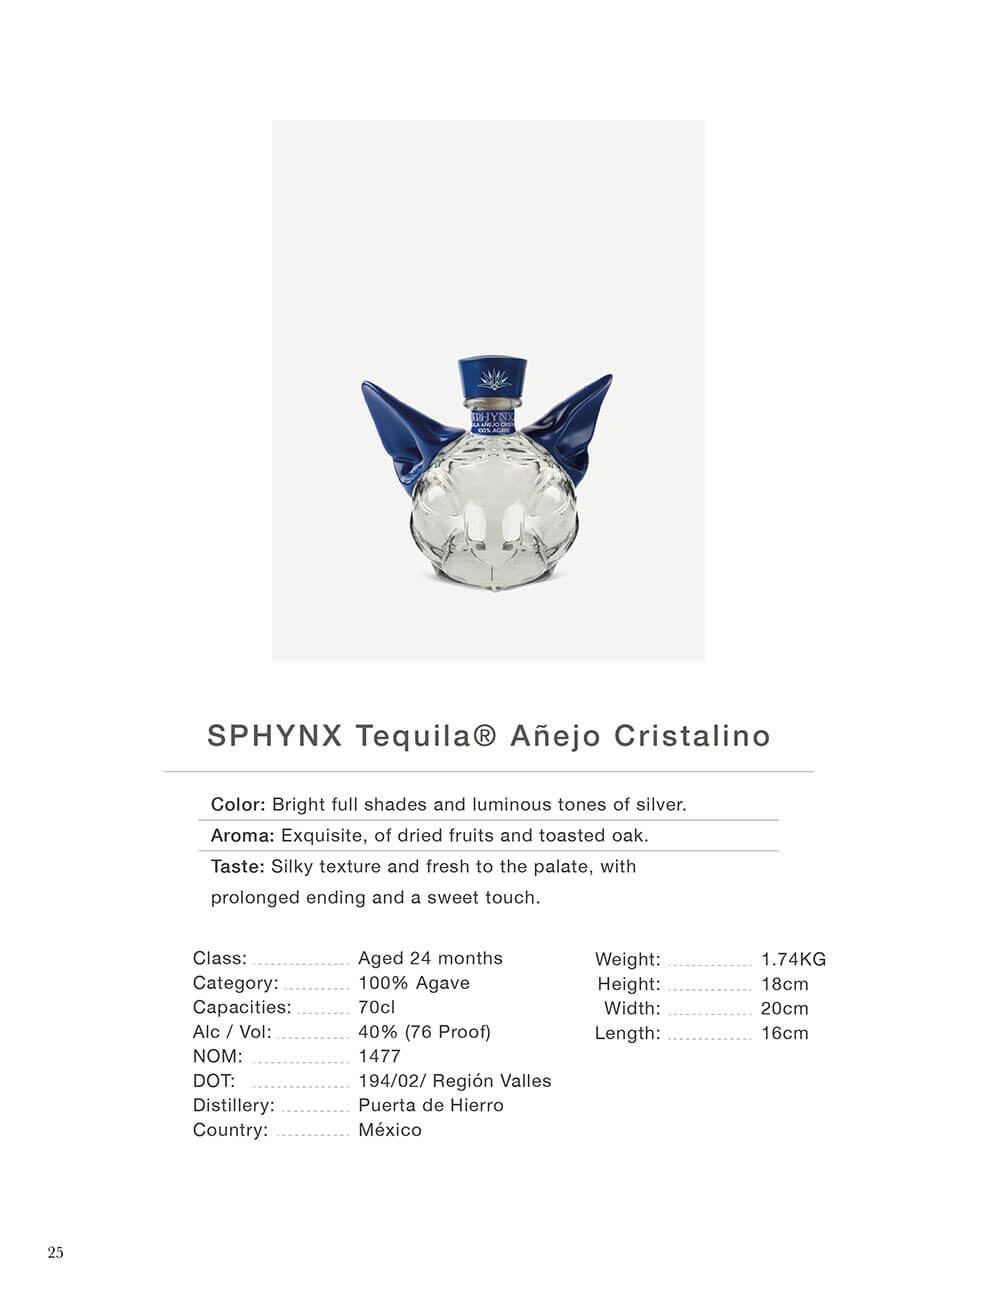 SPHYNX
100% AGAVE
SPHYNX Tequila® Añejo Cristalino
Color: Bright full shades and luminous tones of silver.
Aroma: Exquisite, of dried fruits and toasted oak.
Taste: Silky texture and fresh to the palate, with
prolonged ending and a sweet touch.
Class: Aged 24 months
Category: 100% Agave
Capacities: 70cl
Alc / Vol: 40% (76 Proof)
NOM: 1477
DOT: 194/02/ Región Valles
Distillery: Puerta de Hierro
Country: México
Weight: 1.74KG
Height: 18cm
Width: 20cm
Length: 16cm
25